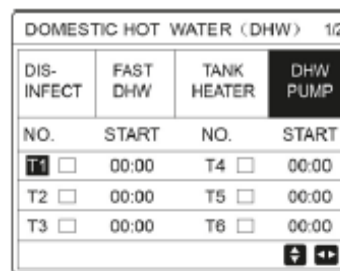 DOMESTIC HOT WATER (DHW) 1/2
DIS-INFECT FAST DHW TANK HEATER DHW PUMP
NO. START NO. START
T1 00:00 T4 00:00
T2 00:00 T5 00:00
T3 00:00 T6 00:00